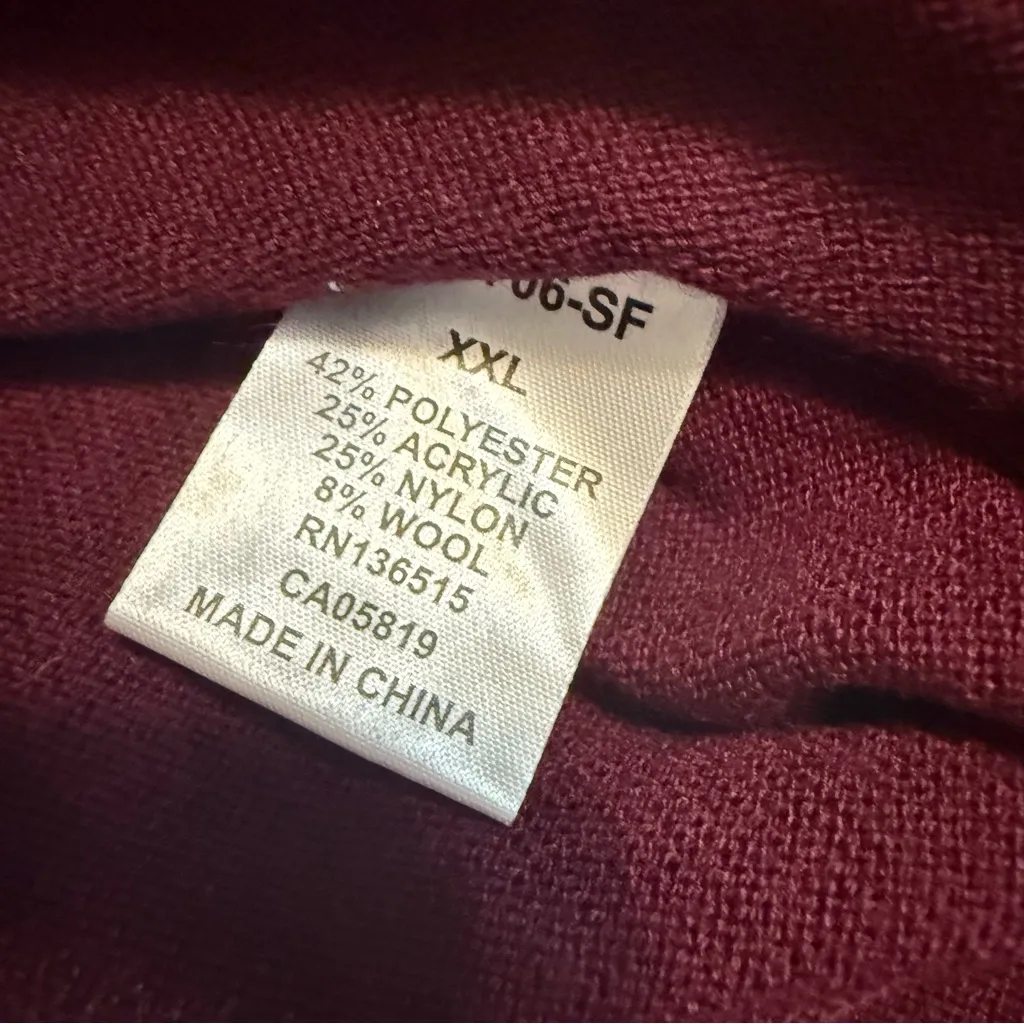 06-SF
XXL
42% POLYESTER
25% ACRYLIC
25% NYLON
8% WOOL
RN136515
CA05819
MADE IN CHINA